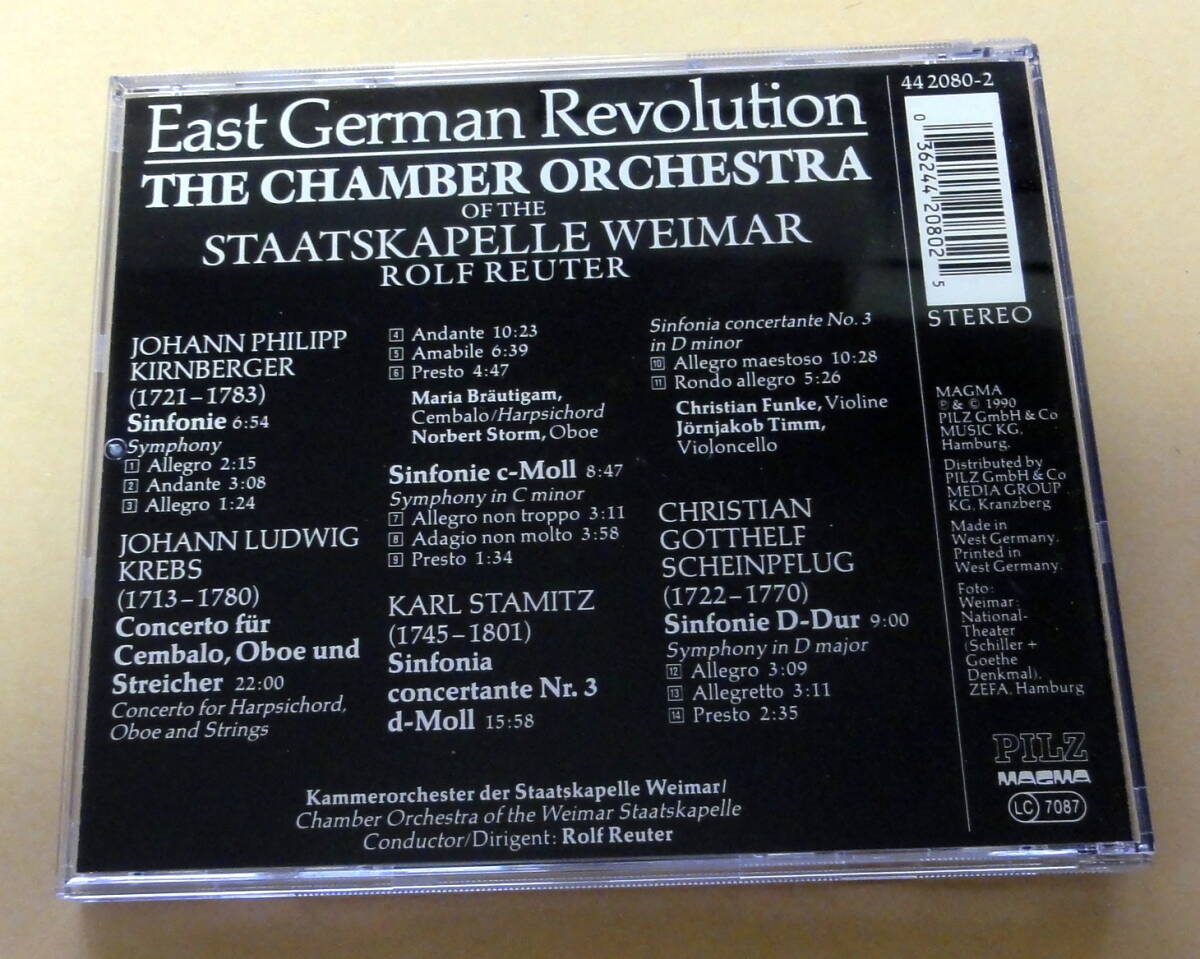 East German Revolution
THE CHAMBER ORCHESTRA
OF THE
STAATSKAPELLE WEIMAR
ROLF REUTER
JOHANN PHILIPP
KIRNBERGER
(1721–1783)
Sinfonie 6:54
Symphony
1 Allegro 2:15
2 Andante 3:08
3 Allegro 1:24
JOHANN LUDWIG
KREBS
(1713–1780)
Concerto für
Cembalo, Oboe und
Streicher 22:00
Concerto for Harpsichord,
Oboe and Strings
4 Andante 10:23
5 Amabile 6:39
6 Presto 4:47
Maria Bräutigam,
Cembalo/Harpsichord
Norbert Storm, Oboe
Sinfonie c-Moll 8:47
Symphony in C minor
7 Allegro non troppo 3:11
8 Adagio non molto 3:58
9 Presto 1:34
KARL STAMITZ
(1745–1801)
Sinfonia
concertante Nr. 3
d-Moll 15:58
Sinfonia concertante No. 3
in D minor
10 Allegro maestoso 10:28
11 Rondo allegro 5:26
Christian Funke, Violine
Jörnjakob Timm,
Violoncello
CHRISTIAN
GOTTHELF
SCHEINPFLUG
(1722–1770)
Sinfonie D-Dur 9:00
Symphony in D major
12 Allegro 3:09
13 Allegretto 3:11
14 Presto 2:35
Kammerorchester der Staatskapelle Weimar/
Chamber Orchestra of the Weimar Staatskapelle
Conductor/Dirigent: Rolf Reuter
44 2080-2
0 36244 20802 5
STEREO
MAGMA
℗ & © 1990
PILZ GmbH & Co
MUSIC KG,
Hamburg.
Distributed by
PILZ GmbH & Co
MEDIA GROUP
KG, Kranzberg
Made in
West Germany.
Printed in
West Germany.
Foto:
Weimar:
National-
Theater
(Schiller +
Goethe
Denkmal),
ZEFA, Hamburg
PILZ
MAGMA
LC 7087